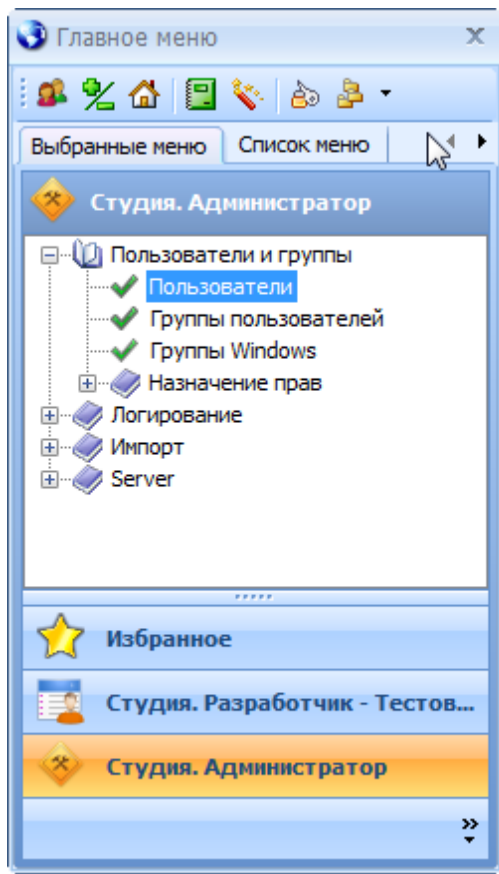 Главное меню
Выбранные меню Список меню
Студия. Администратор
Пользователи и группы
Пользователи
Группы пользователей
Группы Windows
Назначение прав
Логирование
Импорт
Server
Избранное
Студия. Разработчик - Тестов...
Студия. Администратор